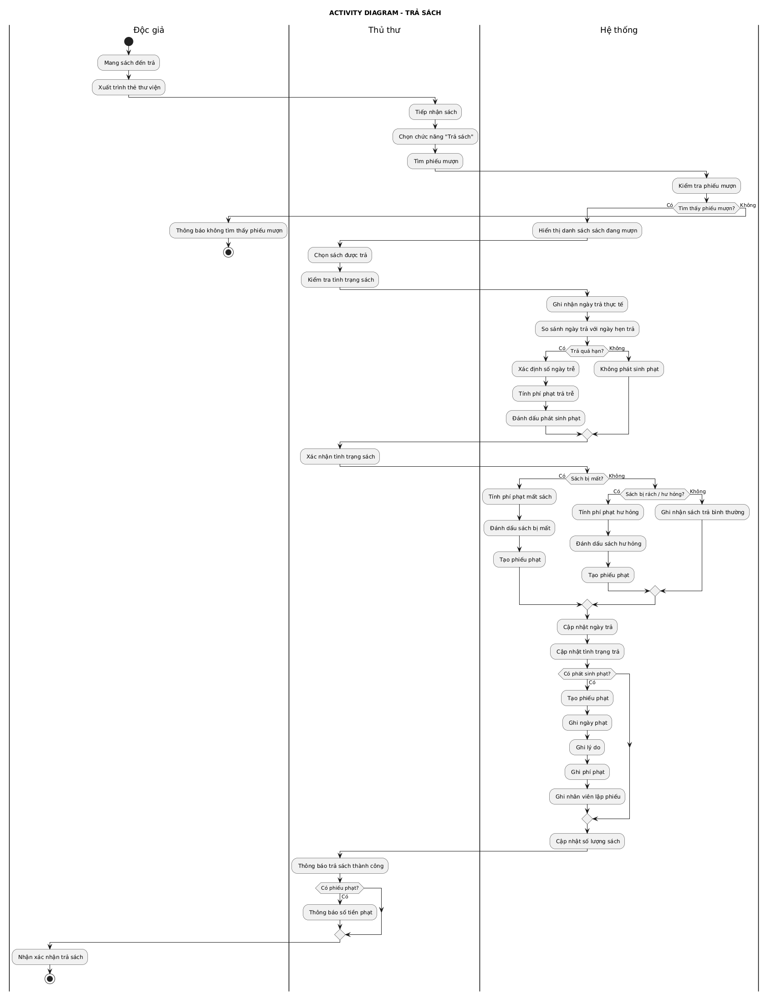 ACTIVITY DIAGRAM - TRẢ SÁCH
Độc giả
Thủ thư
Hệ thống
Mang sách đến trả
Xuất trình thẻ thư viện
Tiếp nhận sách
Chọn chức năng "Trả sách"
Tìm phiếu mượn
Kiểm tra phiếu mượn
Có
Tìm thấy phiếu mượn?
Không
Thông báo không tìm thấy phiếu mượn
Hiển thị danh sách sách đang mượn
Chọn sách được trả
Kiểm tra tình trạng sách
Ghi nhận ngày trả thực tế
So sánh ngày trả với ngày hẹn trả
Có
Trả quá hạn?
Không
Xác định số ngày trễ
Không phát sinh phạt
Tính phí phạt trả trễ
Đánh dấu phát sinh phạt
Xác nhận tình trạng sách
Có
Sách bị mất?
Không
Tính phí phạt mất sách
Có
Sách bị rách / hư hỏng?
Không
Tính phí phạt hư hỏng
Ghi nhận sách trả bình thường
Đánh dấu sách bị mất
Đánh dấu sách hư hỏng
Tạo phiếu phạt
Tạo phiếu phạt
Cập nhật ngày trả
Cập nhật tình trạng trả
Có phát sinh phạt?
Có
Tạo phiếu phạt
Ghi ngày phạt
Ghi lý do
Ghi phí phạt
Ghi nhân viên lập phiếu
Cập nhật số lượng sách
Thông báo trả sách thành công
Có phiếu phạt?
Có
Thông báo số tiền phạt
Nhận xác nhận trả sách